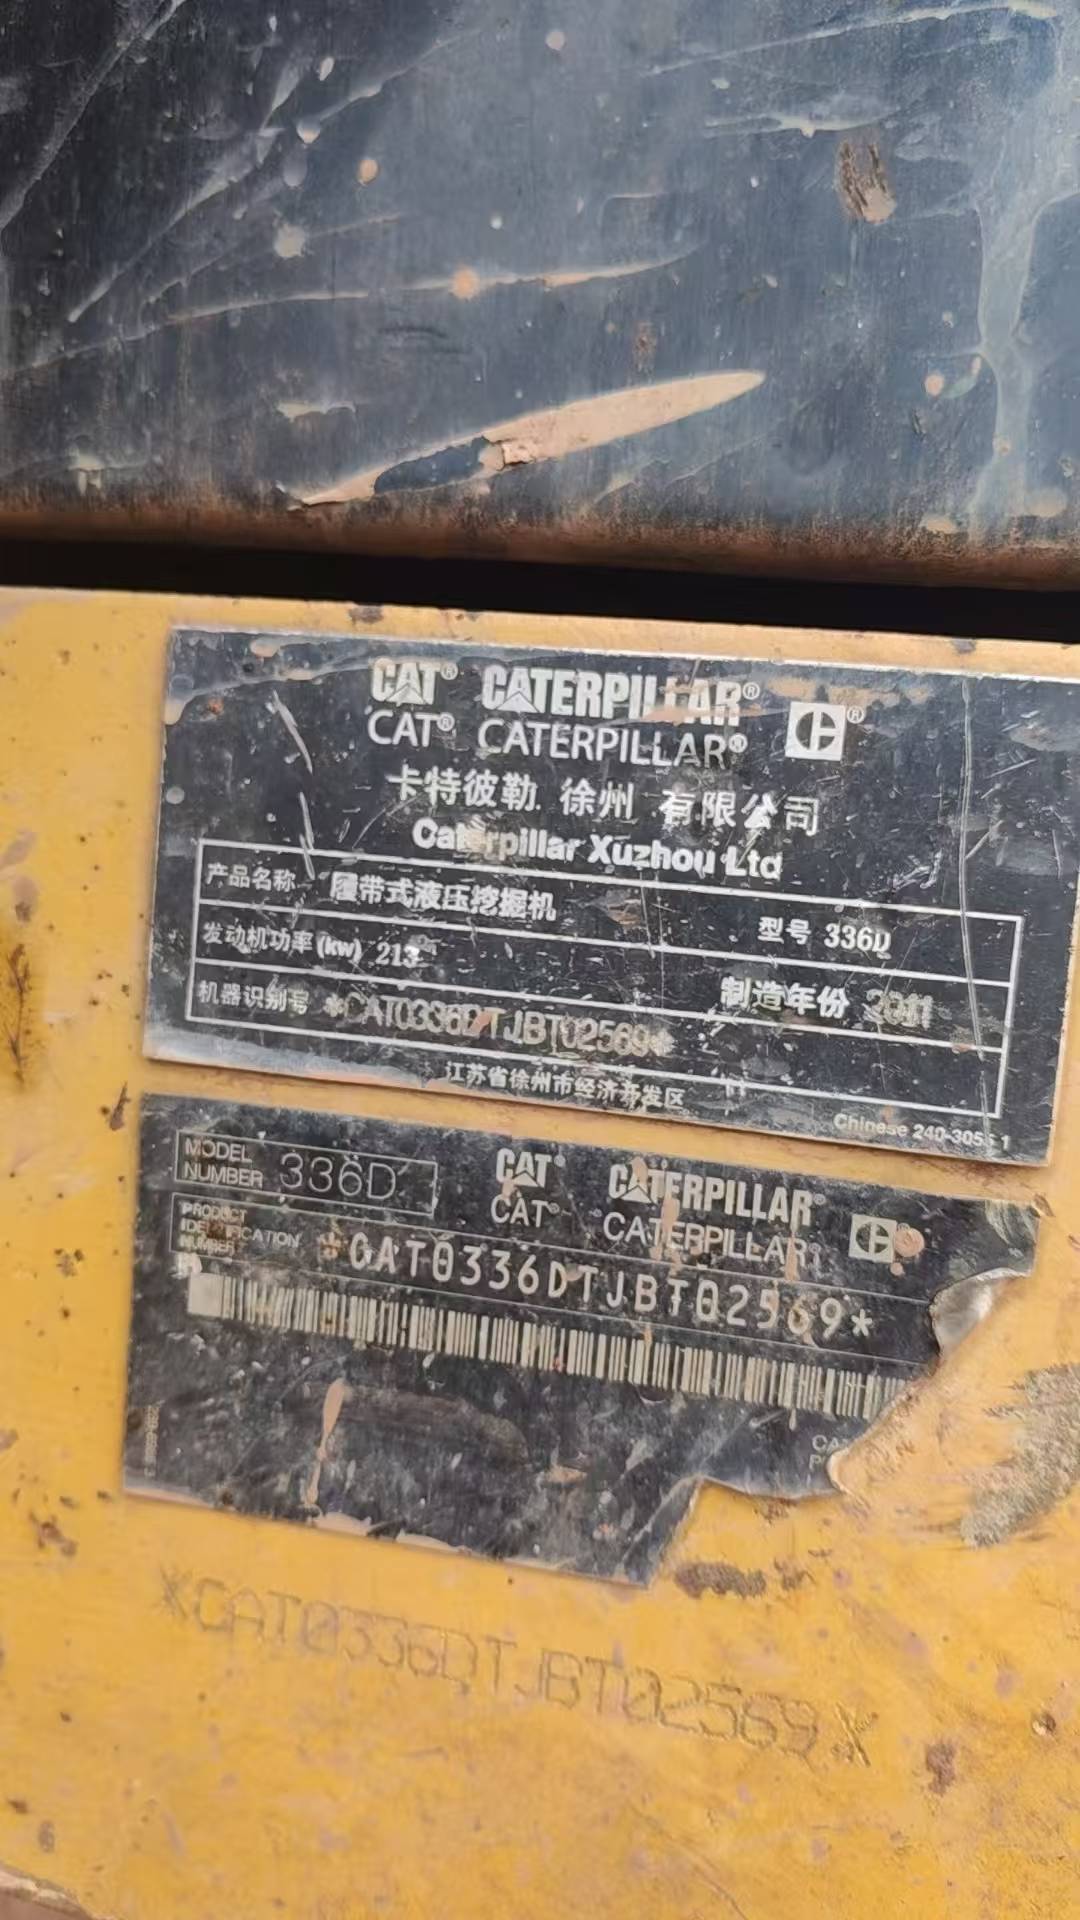 CAT® CATERPILLAR®
CAT® CATERPILLAR®
卡特彼勒 徐州 有限公司
Caterpillar Xuzhou Ltd
产品名称 履带式液压挖掘机
型号 336D
发动机功率(kw) 213
制造年份 2011
机器识别号 *CAT0336DTJBT02569*
江苏省徐州市经济开发区
Chinese 240-3055 1
MODEL NUMBER 336D
CAT® CATERPILLAR®
CAT® CATERPILLAR®
PRODUCT IDENTIFICATION NUMBER *CAT0336DTJBT02569*
*CAT0336DTJBT02569*